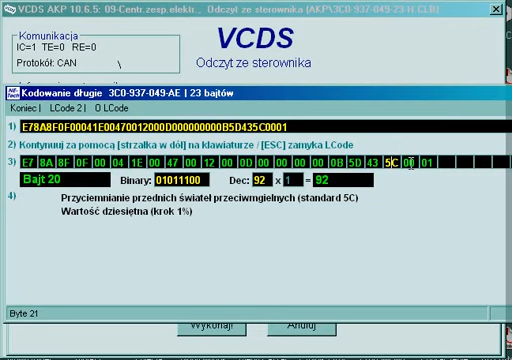 VCDS AKP 10.6.5: 09-Centr.zesp.elektr., Odczyt ze sterownika (AKP\3C0-937-049-23-H.CLB)
Komunikacja
IC=1 TE=0 RE=0
Protokół: CAN \
VCDS
Odczyt ze sterownika
Kodowanie długie 3C0-937-049-AE | 23 bajtów
Koniec | LCode 2 | O LCode
1) E78A8F0F00041E00470012000D000000000B5D435C0001
2) Kontynuuj za pomocą [strzalka w dól] na klawiaturze / [ESC] zamyka LCode
3) E7 8A 8F 0F 00 04 1E 00 47 00 12 00 0D 00 00 00 00 0B 5D 43 5C 00 01
Bajt 20 Binarny: 01011100 Dec: 92 x 1 = 92
4) Przyciemnianie przednich świateł przeciwmgielnych (standard 5C)
Wartość dziesiętna (krok 1%)
Byte 21
Wykonaj!
Anuluj